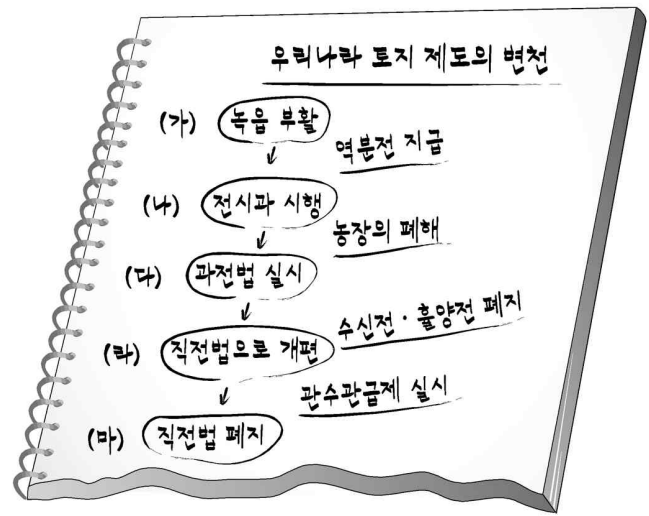 우리나라 토지 제도의 변천
(가) 녹읍 부활
역분전 지급
(나) 전시과 시행
농장의 폐해
(다) 과전법 실시
수신전·휼양전 폐지
(라) 직전법으로 개편
관수관급제 실시
(마) 직전법 폐지